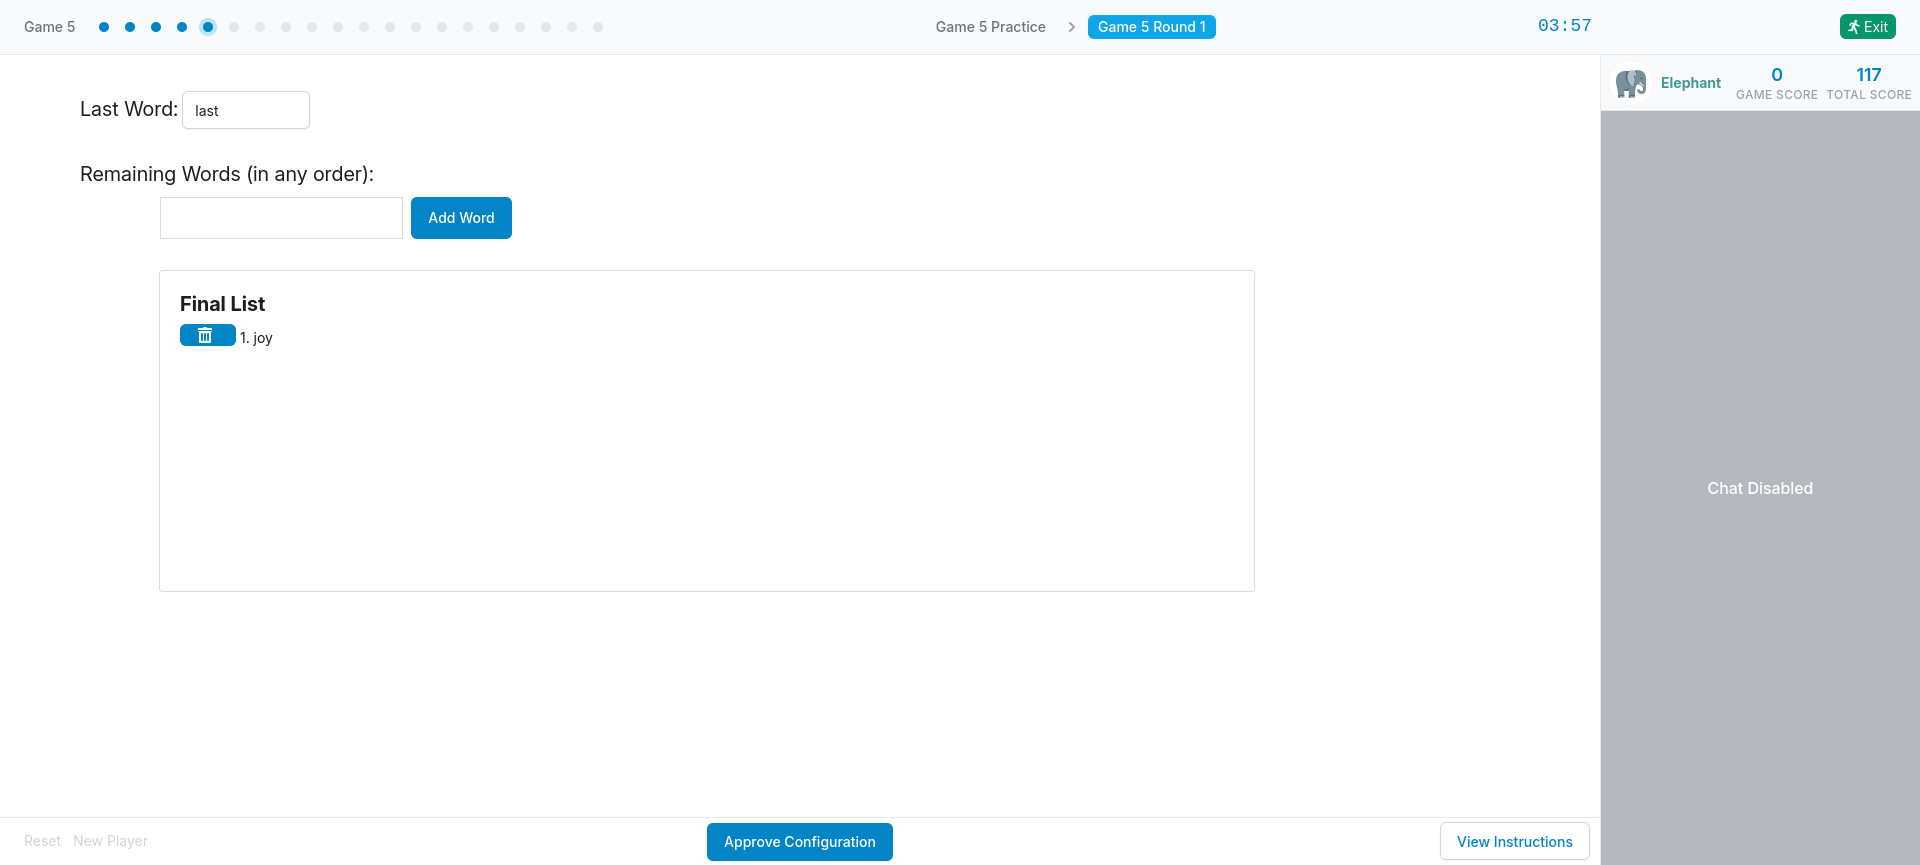 Game 5
Game 5 Practice
Game 5 Round 1
03:57
Exit
Last Word:
last
Elephant
0
GAME SCORE
117
TOTAL SCORE
Remaining Words (in any order):
Add Word
Final List
1. joy
Chat Disabled
Reset
New Player
Approve Configuration
View Instructions